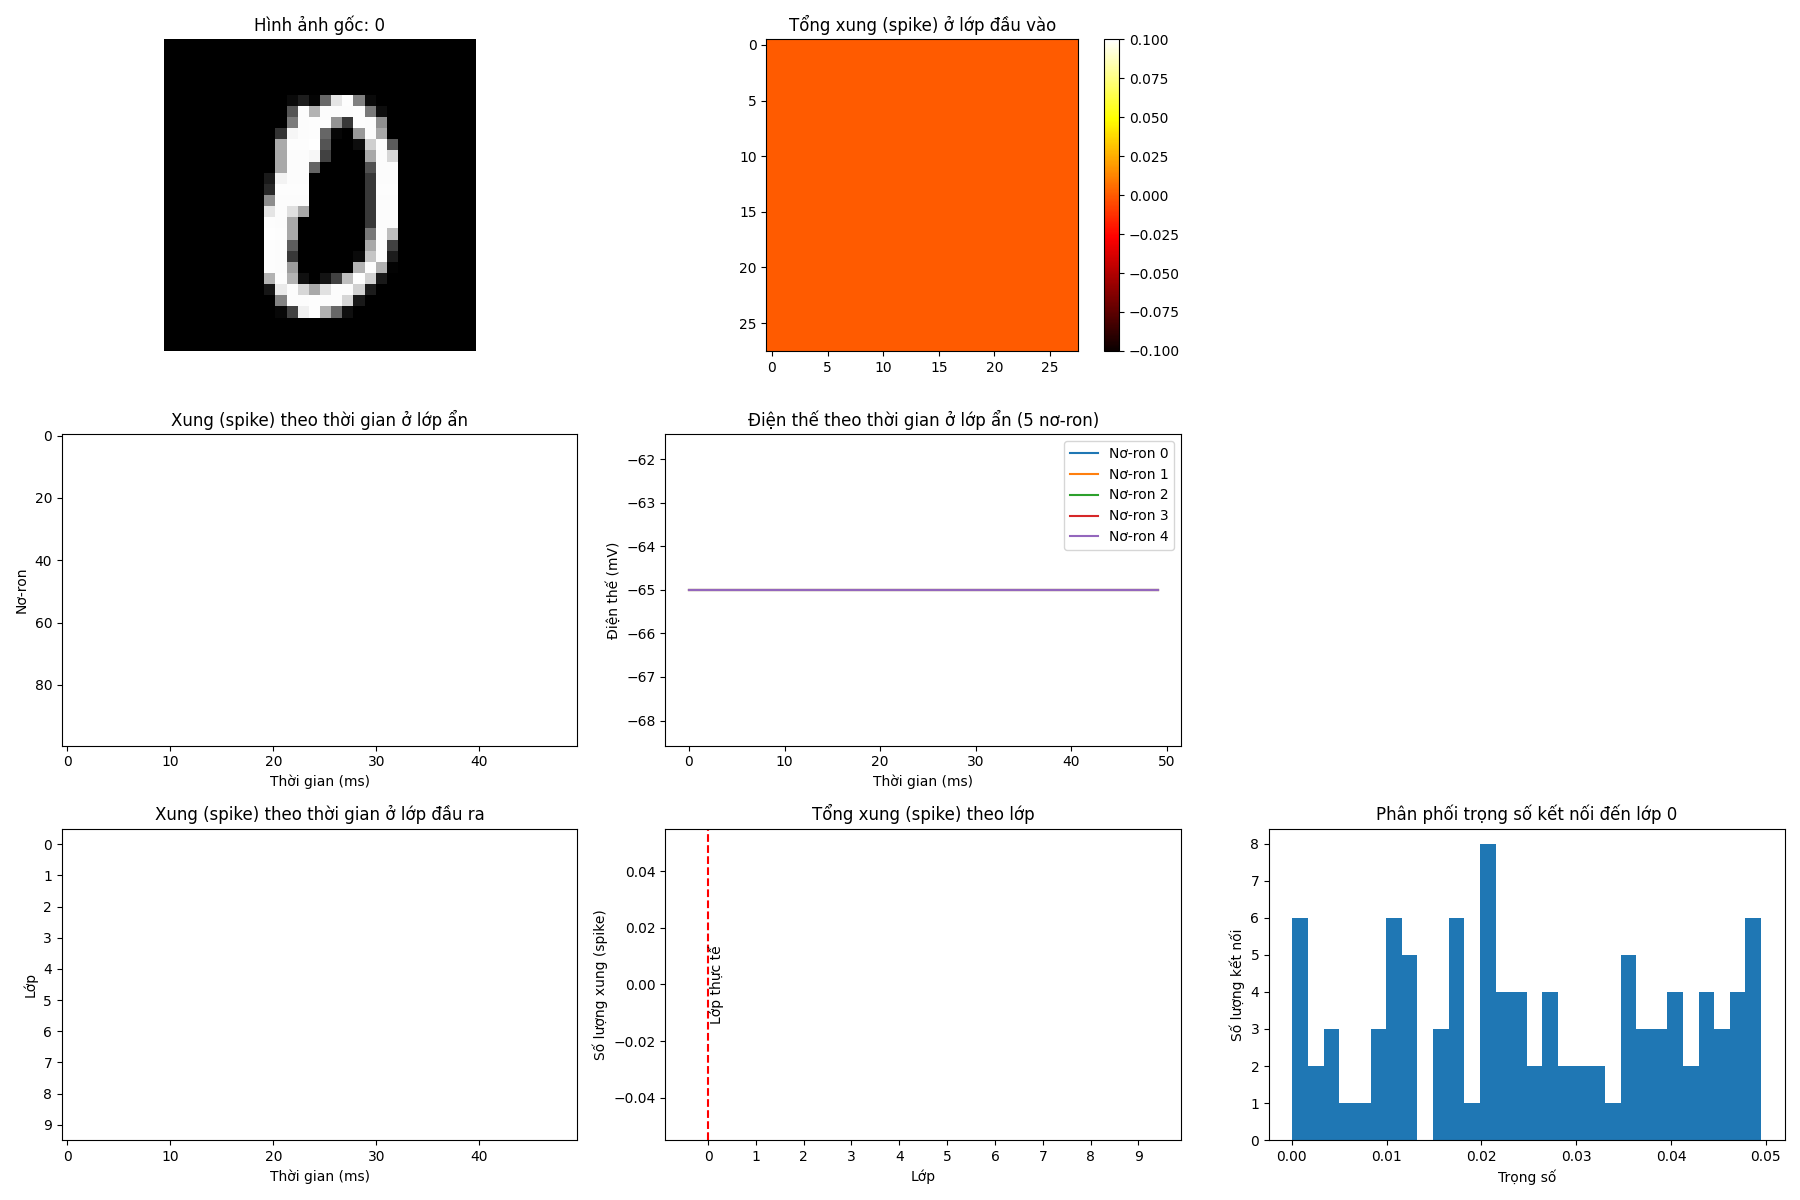 Hình ảnh gốc: 0
Tổng xung (spike) ở lớp đầu vào
0
5
10
15
20
25
0 5 10 15 20 25
0.100
0.075
0.050
0.025
0.000
−0.025
−0.050
−0.075
−0.100
Xung (spike) theo thời gian ở lớp ẩn
Nơ-ron
0
20
40
60
80
0 10 20 30 40
Thời gian (ms)
Điện thế theo thời gian ở lớp ẩn (5 nơ-ron)
Điện thế (mV)
−62
−63
−64
−65
−66
−67
−68
Nơ-ron 0
Nơ-ron 1
Nơ-ron 2
Nơ-ron 3
Nơ-ron 4
0 10 20 30 40 50
Thời gian (ms)
Xung (spike) theo thời gian ở lớp đầu ra
Lớp
0
1
2
3
4
5
6
7
8
9
0 10 20 30 40
Thời gian (ms)
Tổng xung (spike) theo lớp
Số lượng xung (spike)
0.04
0.02
0.00
−0.02
−0.04
Lớp thực tế
0 1 2 3 4 5 6 7 8 9
Lớp
Phân phối trọng số kết nối đến lớp 0
Số lượng kết nối
8
7
6
5
4
3
2
1
0
0.00 0.01 0.02 0.03 0.04 0.05
Trọng số